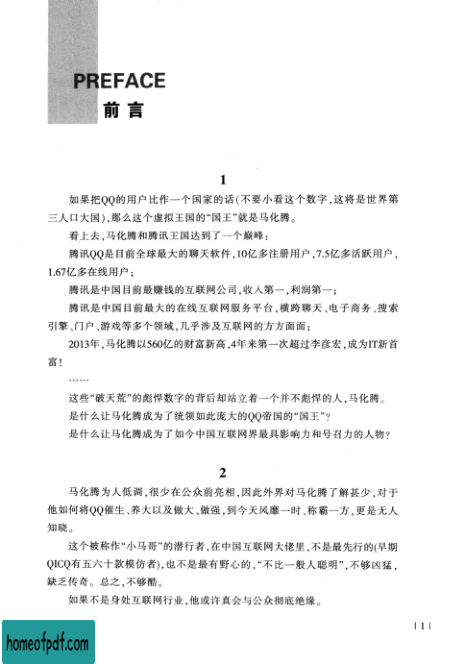 PREFACE
前言
1
如果把QQ的用户比作一个国家的话(不要小看这个数字,这将是世界第
三人口大国),那么这个虚拟王国的“国王”就是马化腾。
看上去,马化腾和腾讯王国达到了一个巅峰:
腾讯QQ是目前全球最大的聊天软件,10亿多注册用户,7.5亿多活跃用户,
1.67亿多在线用户;
腾讯是中国目前最赚钱的互联网公司,收入第一,利润第一;
腾讯是中国目前最大的在线互联网服务平台,横跨聊天、电子商务、搜索
引擎、门户、游戏等多个领域,几乎涉及互联网的方方面面;
2013年,马化腾以560亿的财富新高,4年来第一次超过李彦宏,成为IT新首
富!
……
这些“破天荒”的彪悍数字的背后却站立着一个并不彪悍的人,马化腾。
是什么让马化腾成为了统领如此庞大的QQ帝国的“国王”?
是什么让马化腾成为了如今中国互联网界最具影响力和号召力的人物?
2
马化腾为人低调,很少在公众前亮相,因此外界对马化腾了解甚少,对于
他如何将QQ催生、养大以及做大、做强,到今天风靡一时、称霸一方,更是无人
知晓。
这个被称作“小马哥”的潜行者,在中国互联网大佬里,不是最先行的(早期
QICQ有五六十款模仿者),也不是最有野心的,“不比一般人聪明”,不够凶猛,
缺乏传奇。总之,不够酷。
如果不是身处互联网行业,他或许真会与公众彻底绝缘。
| 1 |
homeofpdf.com